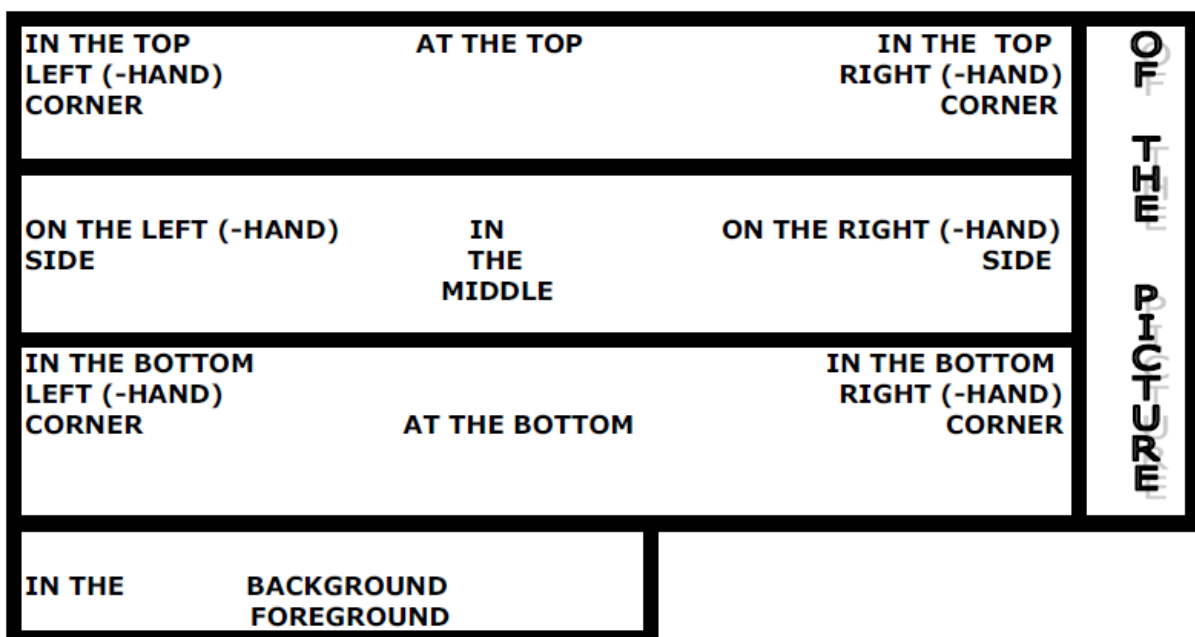 IN THE TOP AT THE TOP IN THE TOP
LEFT (-HAND) RIGHT (-HAND)
CORNER CORNER
ON THE LEFT (-HAND) IN ON THE RIGHT (-HAND)
SIDE THE SIDE
MIDDLE
IN THE BOTTOM IN THE BOTTOM
LEFT (-HAND) RIGHT (-HAND)
CORNER AT THE BOTTOM CORNER
IN THE BACKGROUND
FOREGROUND
OF THE PICTURE